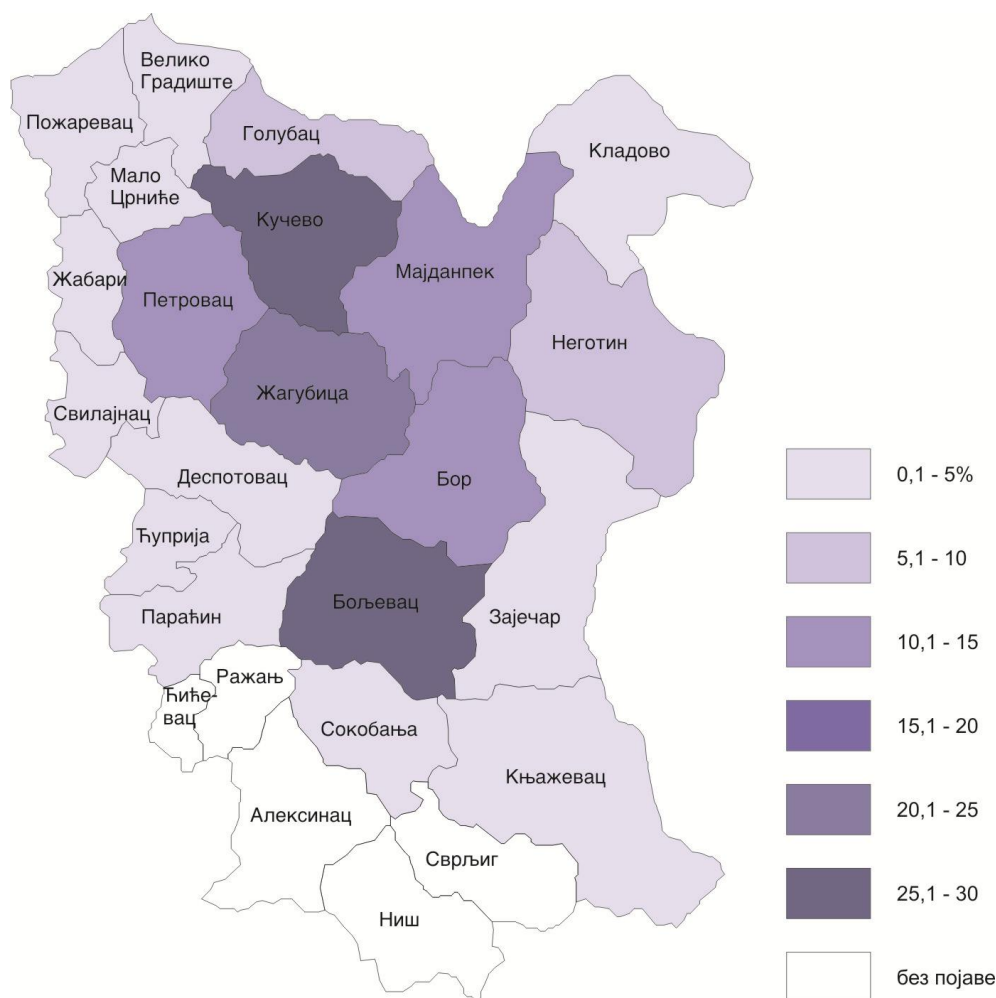 Велико
Градиште
Пожаревац
Голубац
Кладово
Мало
Црниће
Кучево
Жабари
Петровац
Мајданпек
Неготин
Жагубица
Свилајнац
Деспотовац
Бор
Ћуприја
Параћин
Бољевац
Зајечар
Ражањ
Ћиће-
вац
Сокобања
Књажевац
Алексинац
Сврљиг
Ниш
0,1 - 5%
5,1 - 10
10,1 - 15
15,1 - 20
20,1 - 25
25,1 - 30
без појаве